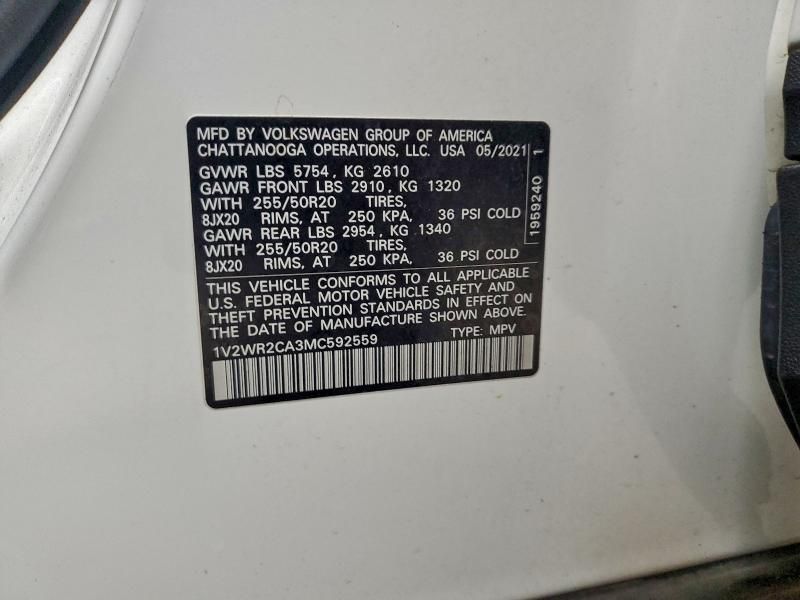 MFD BY VOLKSWAGEN GROUP OF AMERICA
CHATTANOOGA OPERATIONS, LLC. USA 05/2021
GVWR LBS 5754, KG 2610
GAWR FRONT LBS 2910, KG 1320
WITH 255/50R20 TIRES,
8JX20 RIMS, AT 250 KPA, 36 PSI COLD
GAWR REAR LBS 2954, KG 1340
WITH 255/50R20 TIRES,
8JX20 RIMS, AT 250 KPA, 36 PSI COLD
THIS VEHICLE CONFORMS TO ALL APPLICABLE
U.S. FEDERAL MOTOR VEHICLE SAFETY AND
THEFT PREVENTION STANDARDS IN EFFECT ON
THE DATE OF MANUFACTURE SHOWN ABOVE.
1V2WR2CA3MC592559 TYPE: MPV
1959240 1